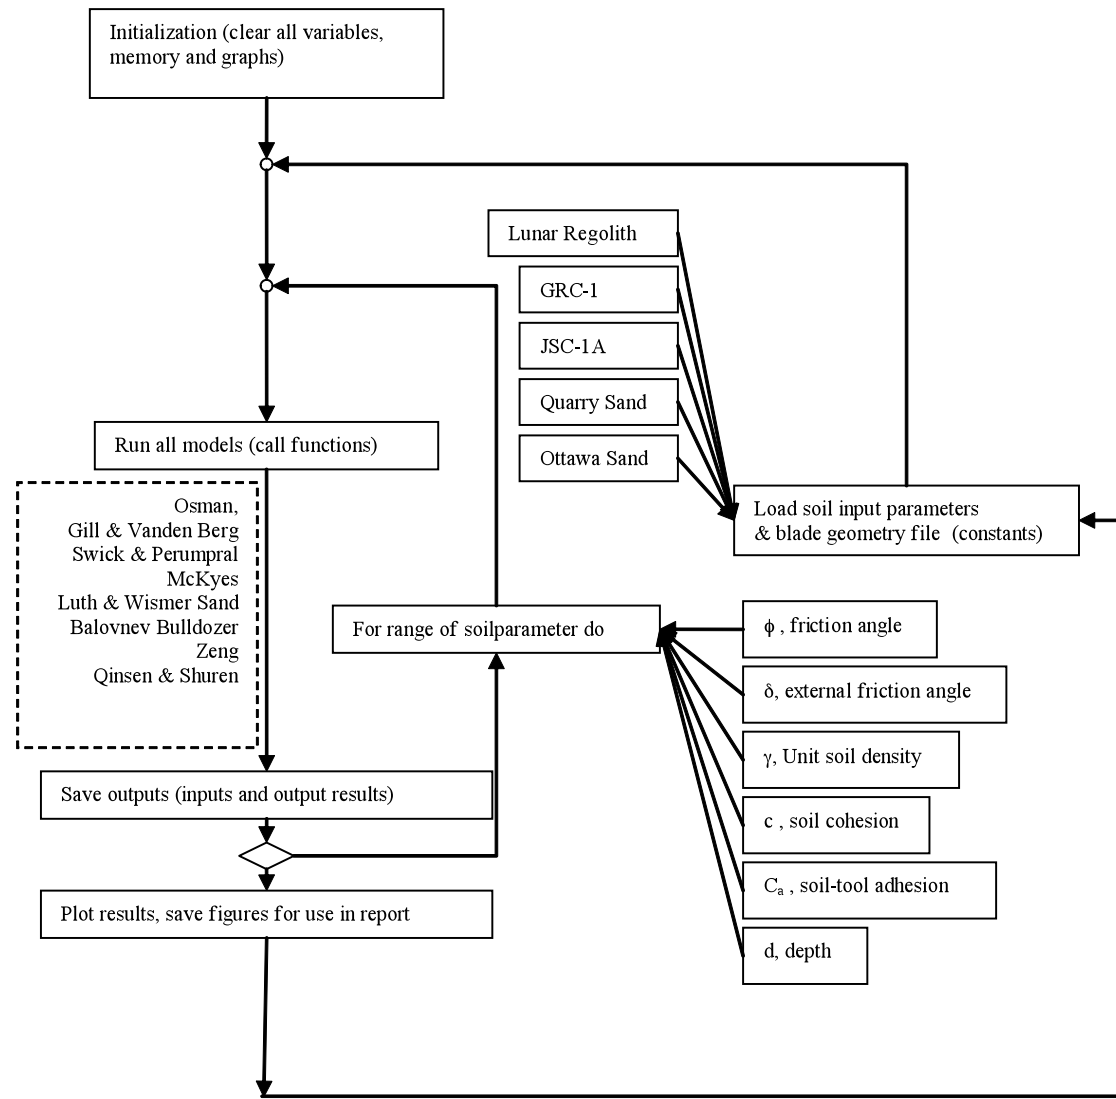 Initialization (clear all variables,
memory and graphs)
Lunar Regolith
GRC-1
JSC-1A
Quarry Sand
Ottawa Sand
Run all models (call functions)
Osman,
Gill & Vanden Berg
Swick & Perumpral
McKyes
Luth & Wismer Sand
Balovnev Bulldozer
Zeng
Qinsen & Shuren
Load soil input parameters
& blade geometry file (constants)
For range of soilparameter do
ϕ , friction angle
δ, external friction angle
γ, Unit soil density
c , soil cohesion
Cₐ , soil-tool adhesion
d, depth
Save outputs (inputs and output results)
Plot results, save figures for use in report